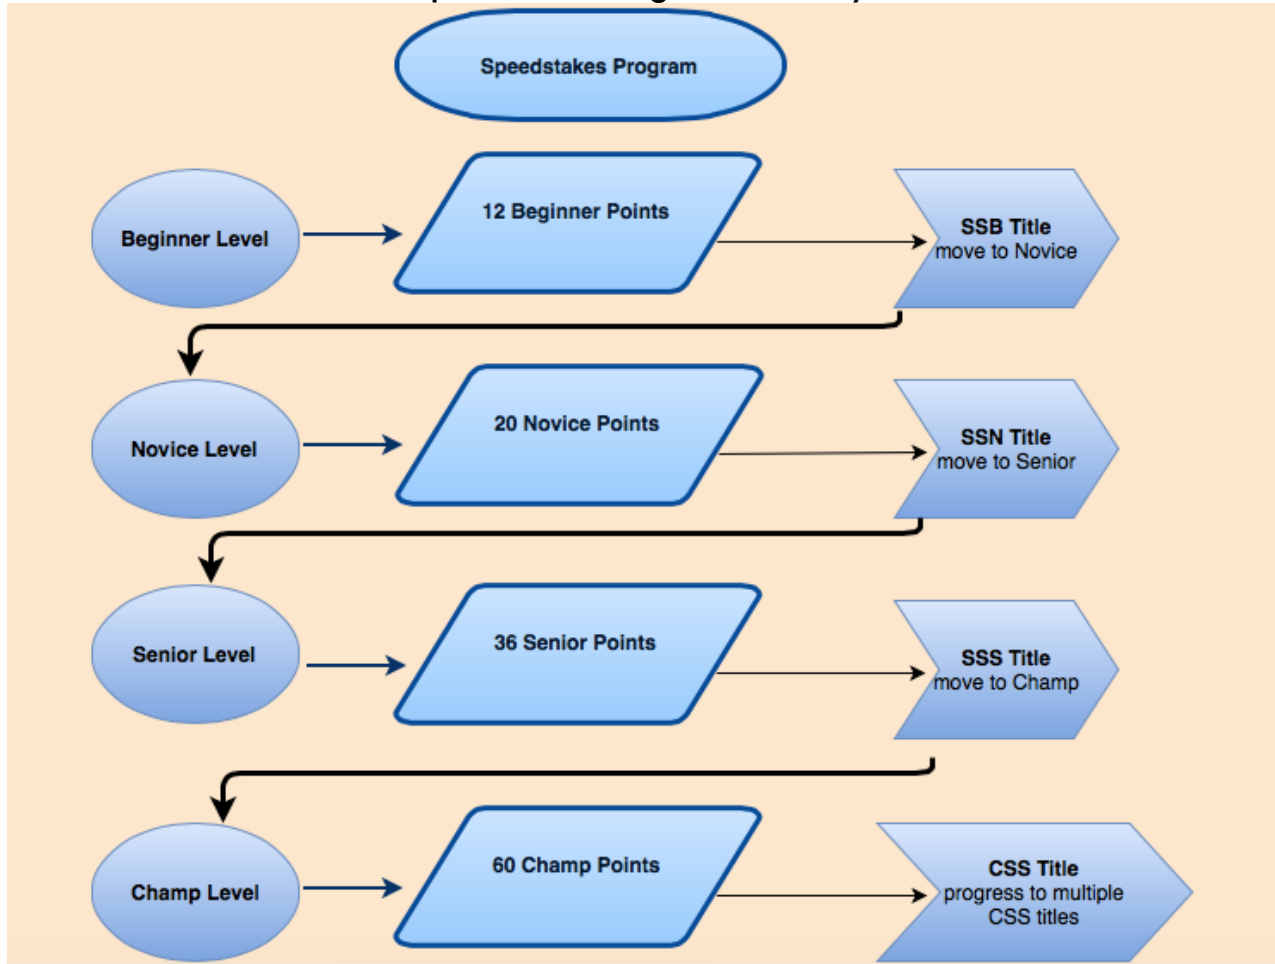 Speedstakes Program
Beginner Level
12 Beginner Points
SSB Title
move to Novice
Novice Level
20 Novice Points
SSN Title
move to Senior
Senior Level
36 Senior Points
SSS Title
move to Champ
Champ Level
60 Champ Points
CSS Title
progress to multiple
CSS titles